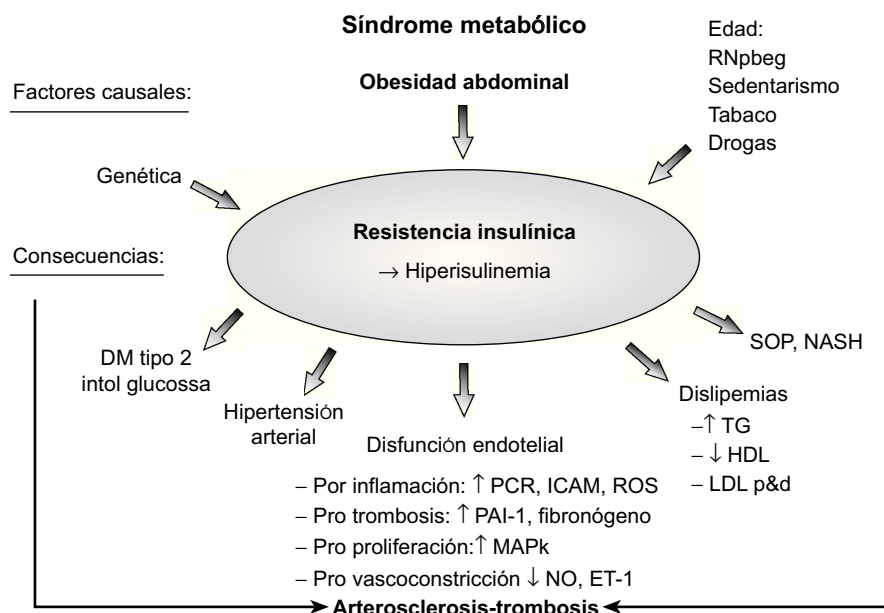 Síndrome metabólico
Obesidad abdominal
Edad:
RNpbeg
Sedentarismo
Tabaco
Drogas
Factores causales:
Genética
Resistencia insulínica
→ Hiperisulinemia
Consecuencias:
DM tipo 2
intol glucossa
Hipertensión
arterial
Disfunción endotelial
– Por inflamación: ↑ PCR, ICAM, ROS
– Pro trombosis: ↑ PAI-1, fibronógeno
– Pro proliferación:↑ MAPk
– Pro vascoconstricción ↓ NO, ET-1
SOP, NASH
Dislipemias
–↑ TG
–↓ HDL
– LDL p&d
Arterosclerosis-trombosis